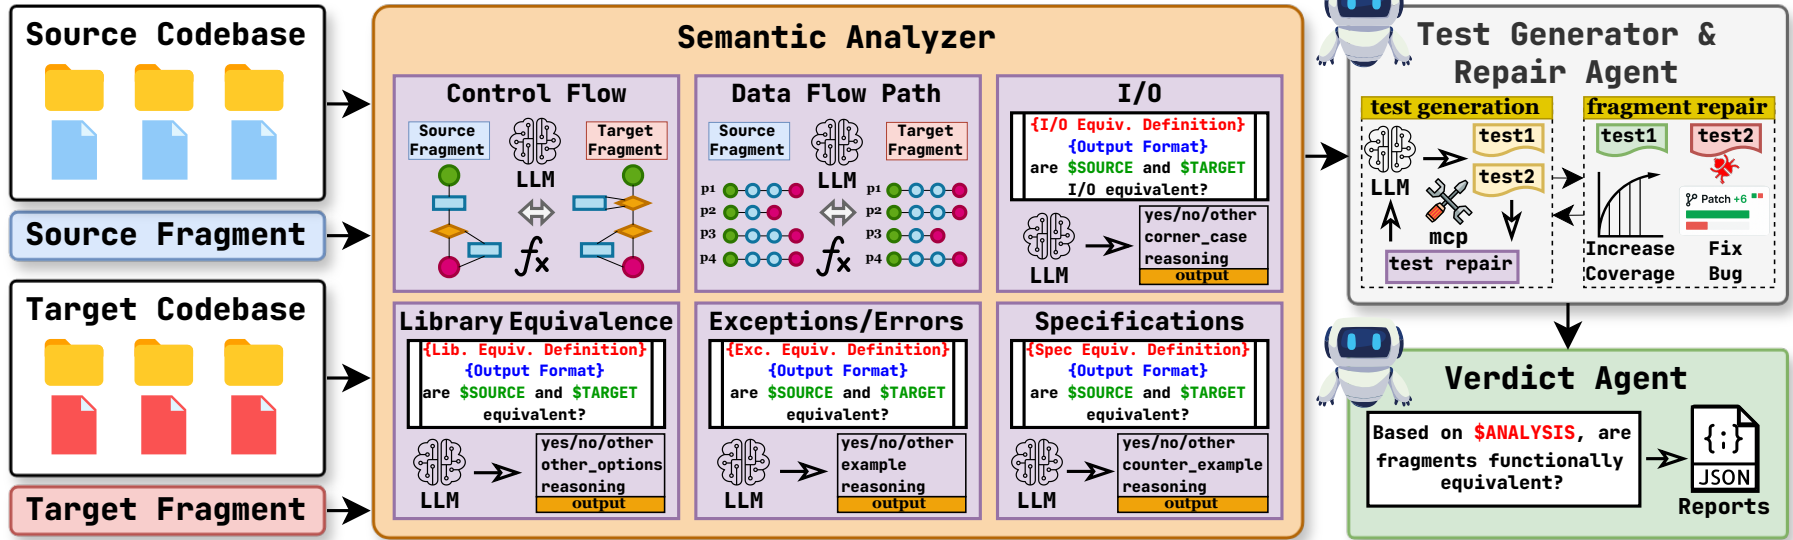 Source Codebase
Source Fragment
Target Codebase
Target Fragment
Semantic Analyzer
Control Flow
Source
Fragment
LLM
Target
Fragment
fx
Data Flow Path
Source
Fragment
LLM
Target
Fragment
p1
p2
p3
p4
fx
p1
p2
p3
p4
I/O
{I/O Equiv. Definition}
{Output Format}
are $SOURCE and $TARGET
I/O equivalent?
LLM
yes/no/other
corner_case
reasoning
output
Library Equivalence
{Lib. Equiv. Definition}
{Output Format}
are $SOURCE and $TARGET
equivalent?
LLM
yes/no/other
other_options
reasoning
output
Exceptions/Errors
{Exc. Equiv. Definition}
{Output Format}
are $SOURCE and $TARGET
equivalent?
LLM
yes/no/other
example
reasoning
output
Specifications
{Spec Equiv. Definition}
{Output Format}
are $SOURCE and $TARGET
equivalent?
LLM
yes/no/other
counter_example
reasoning
output
Test Generator &
Repair Agent
test generation
LLM
test1
test2
mcp
test repair
fragment repair
test1
test2
Patch +6
Increase
Coverage
Fix
Bug
Verdict Agent
Based on $ANALYSIS, are
fragments functionally
equivalent?
{;}
JSON
Reports